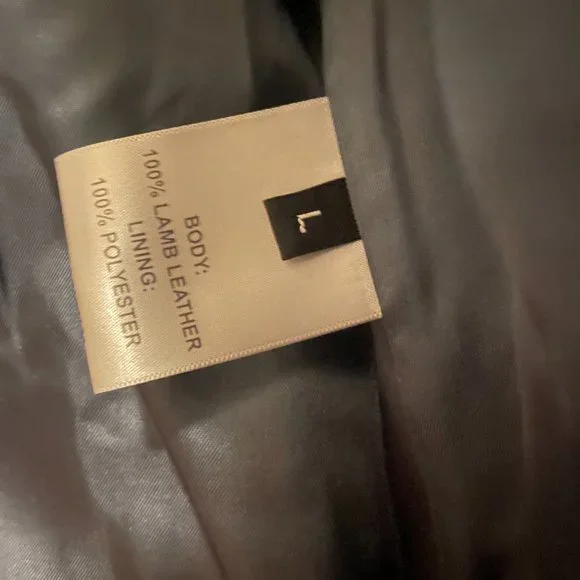 L
BODY:
100% LAMB LEATHER
LINING:
100% POLYESTER